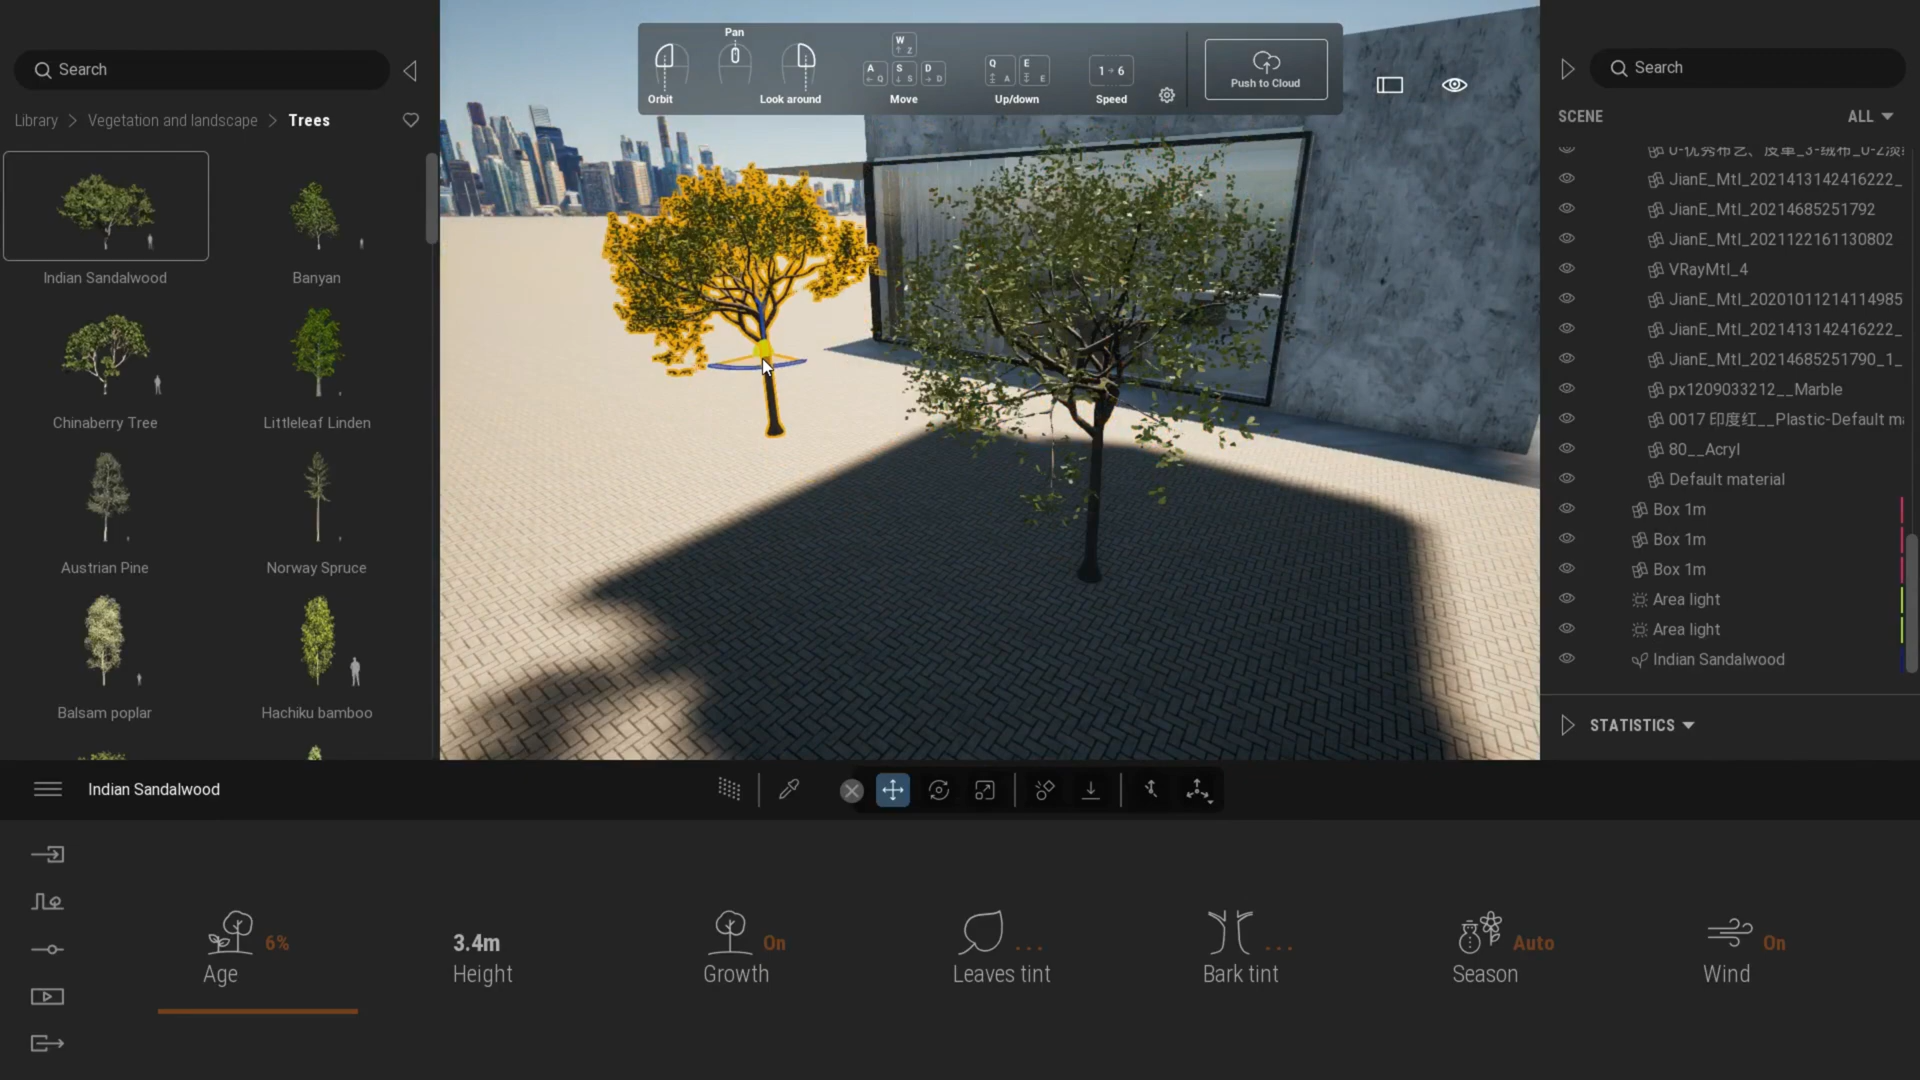 Search
Library > Vegetation and landscape > Trees
Indian Sandalwood
Banyan
Chinaberry Tree
Littleleaf Linden
Austrian Pine
Norway Spruce
Balsam poplar
Hachiku bamboo
Pan
Orbit
Look around
W
Z
A
Q
S
S
D
D
Move
Q
A
E
E
Up/down
1
6
Speed
Push to Cloud
Search
SCENE
ALL
JianE_Mtl_2021413142416222_
JianE_Mtl_20214685251792
JianE_Mtl_2021122161130802
VRayMtl_4
JianE_Mtl_20201011214114985
JianE_Mtl_2021413142416222_
JianE_Mtl_20214685251790_1_
px1209033212__Marble
0017 印度红__Plastic-Default m
80__Acryl
Default material
Box 1m
Box 1m
Box 1m
Area light
Area light
Indian Sandalwood
STATISTICS
Indian Sandalwood
6%
Age
3.4m
Height
On
Growth
...
Leaves tint
...
Bark tint
Auto
Season
On
Wind